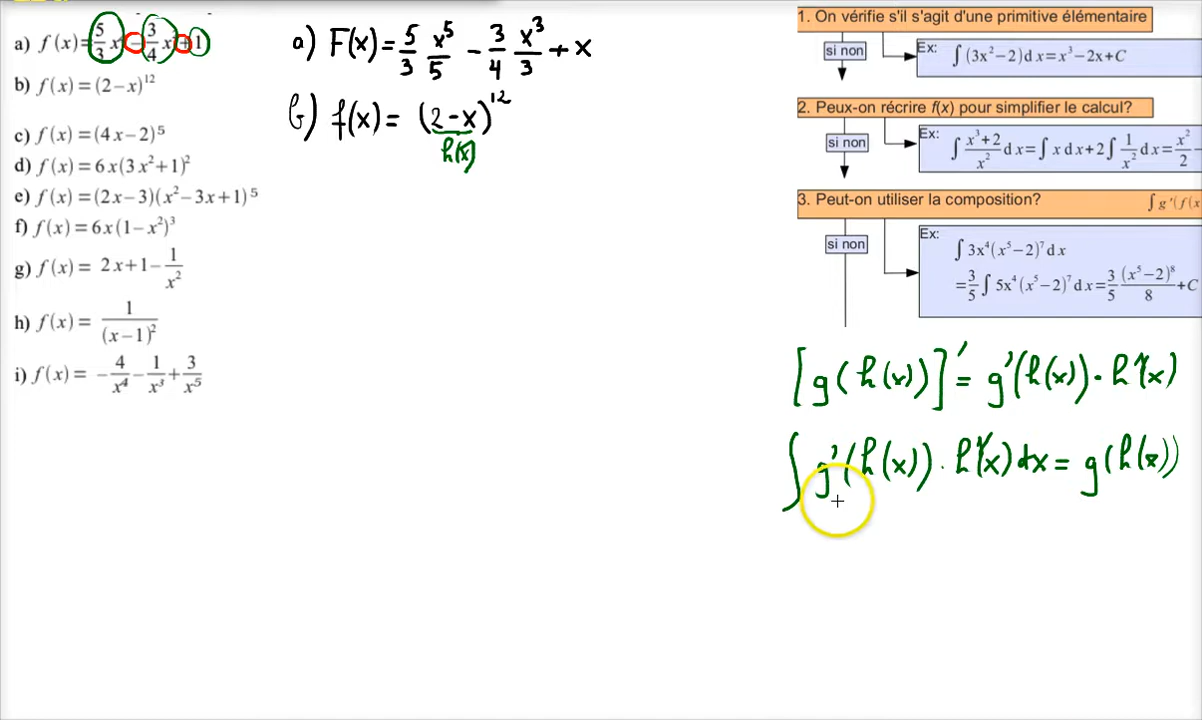 a) f(x)=5/3 x⁴−3/4 x²+1
b) f(x)=(2−x)¹²
c) f(x)=(4x−2)⁵
d) f(x)=6x(3x²+1)²
e) f(x)=(2x−3)(x²−3x+1)⁵
f) f(x)=6x(1−x²)³
g) f(x)= 2x+1−1/x²
h) f(x)= 1/(x−1)²
i) f(x)= −4/x⁴−1/x³+3/x⁵
a) F(x)= 5/3 x⁵/5 − 3/4 x³/3 + x
b) f(x)= (2−x)¹²
h(x)
1. On vérifie s'il s'agit d'une primitive élémentaire
si non
Ex:
∫(3x²−2)dx=x³−2x+C
2. Peux-on récrire f(x) pour simplifier le calcul?
si non
Ex:
∫ (x³+2)/x² dx=∫ x dx+2∫ 1/x² dx= x²/2 −
3. Peut-on utiliser la composition?
∫ g'(f(x
si non
Ex:
∫ 3x⁴(x⁵−2)⁷dx
=3/5 ∫ 5x⁴(x⁵−2)⁷dx=3/5 (x⁵−2)⁸/8+C
[g(h(x))]'= g'(h(x))·h'(x)
∫ g'(h(x))·h'(x)dx= g(h(x))